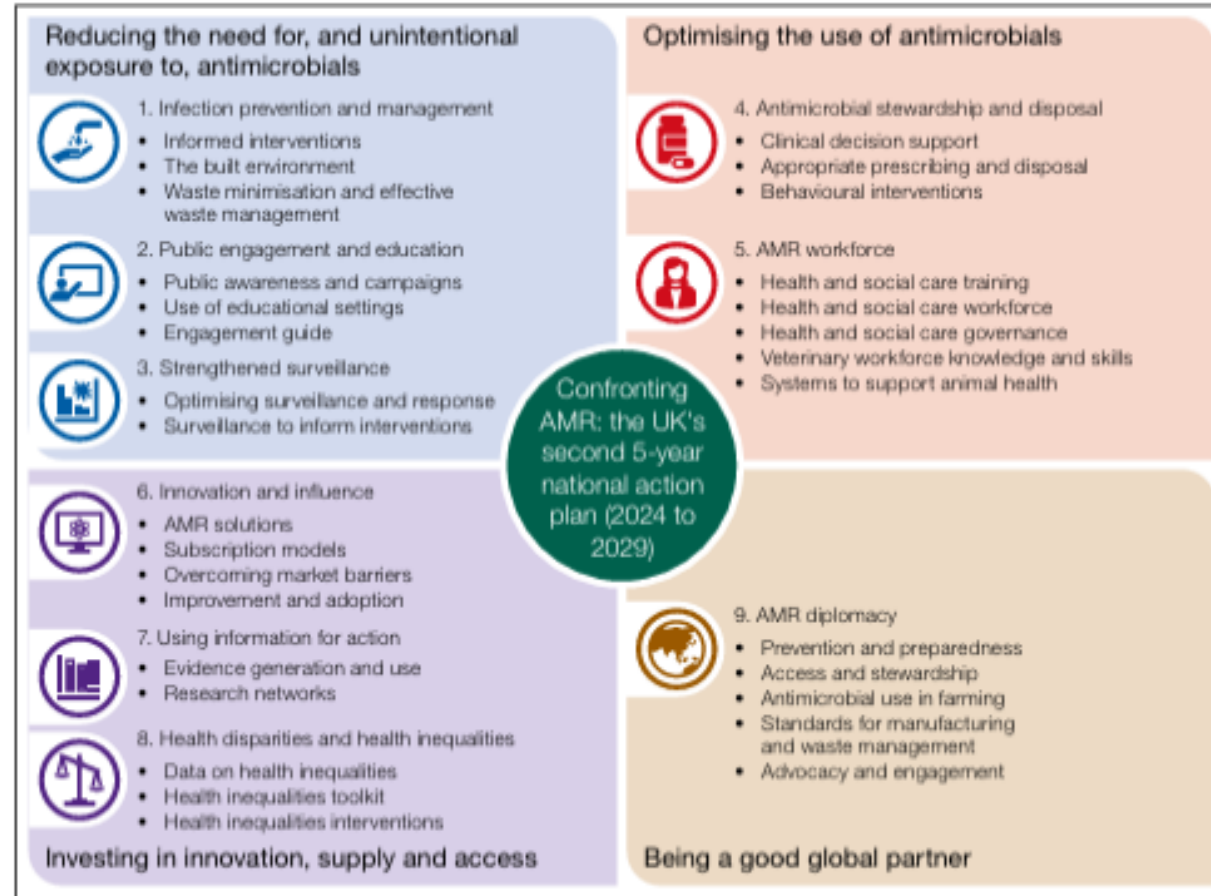 Reducing the need for, and unintentional
exposure to, antimicrobials
1. Infection prevention and management
• Informed interventions
• The built environment
• Waste minimisation and effective
waste management
2. Public engagement and education
• Public awareness and campaigns
• Use of educational settings
• Engagement guide
3. Strengthened surveillance
• Optimising surveillance and response
• Surveillance to inform interventions
Optimising the use of antimicrobials
4. Antimicrobial stewardship and disposal
• Clinical decision support
• Appropriate prescribing and disposal
• Behavioural interventions
5. AMR workforce
• Health and social care training
• Health and social care workforce
• Health and social care governance
• Veterinary workforce knowledge and skills
• Systems to support animal health
Confronting
AMR: the UK's
second 5-year
national action
plan (2024 to
2029)
6. Innovation and influence
• AMR solutions
• Subscription models
• Overcoming market barriers
• Improvement and adoption
7. Using information for action
• Evidence generation and use
• Research networks
8. Health disparities and health inequalities
• Data on health inequalities
• Health inequalities toolkit
• Health inequalities interventions
Investing in innovation, supply and access
9. AMR diplomacy
• Prevention and preparedness
• Access and stewardship
• Antimicrobial use in farming
• Standards for manufacturing
and waste management
• Advocacy and engagement
Being a good global partner